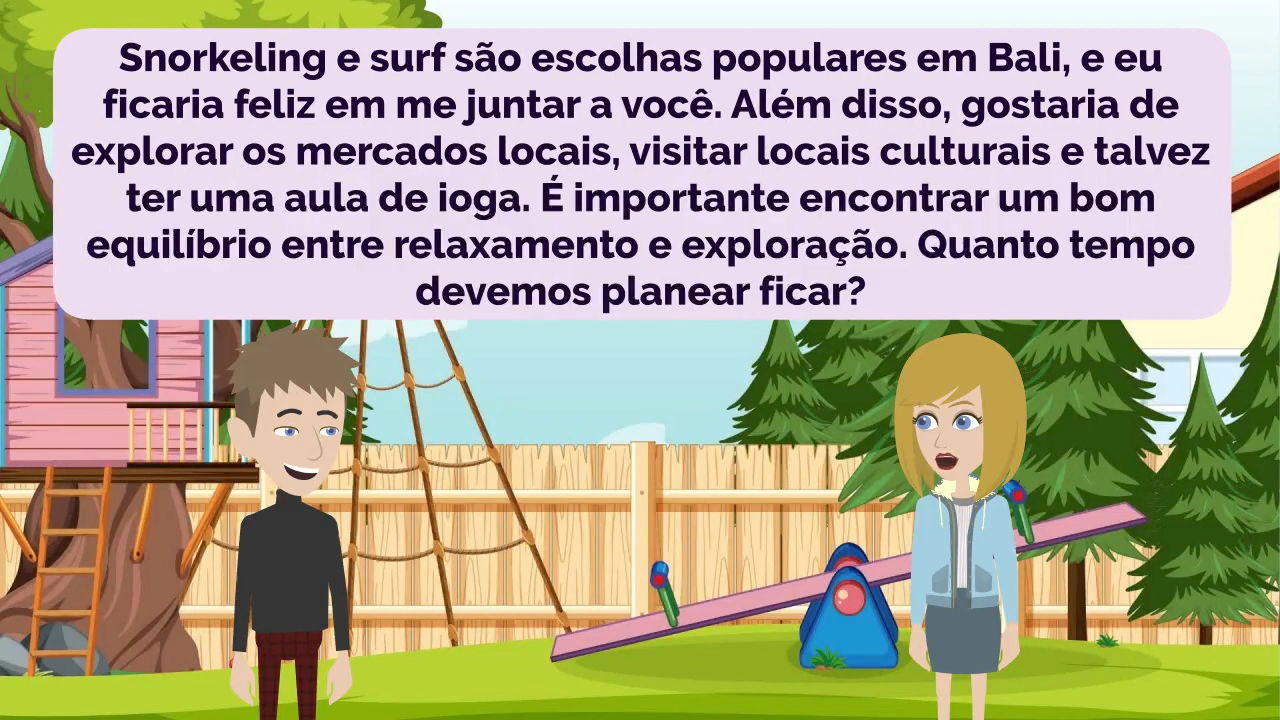 Snorkeling e surf são escolhas populares em Bali, e eu
ficaria feliz em me juntar a você. Além disso, gostaria de
explorar os mercados locais, visitar locais culturais e talvez
ter uma aula de ioga. É importante encontrar um bom
equilíbrio entre relaxamento e exploração. Quanto tempo
devemos planear ficar?